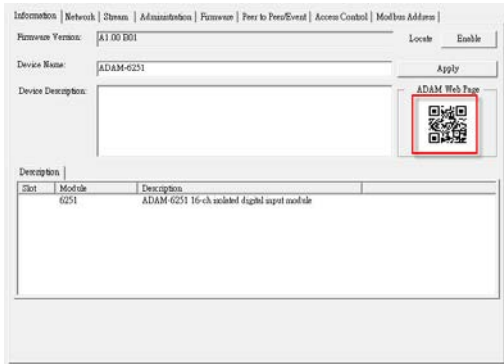 Information Network Stream Administration Firmware Peer to Peer/Event Access Control Modbus Address
Firmware Version: A1.00 B01 Locate Enable
Device Name: ADAM-6251 Apply
Device Description: ADAM Web Page
Description
Slot Module Description
6251 ADAM-6251 16-ch isolated digital input module